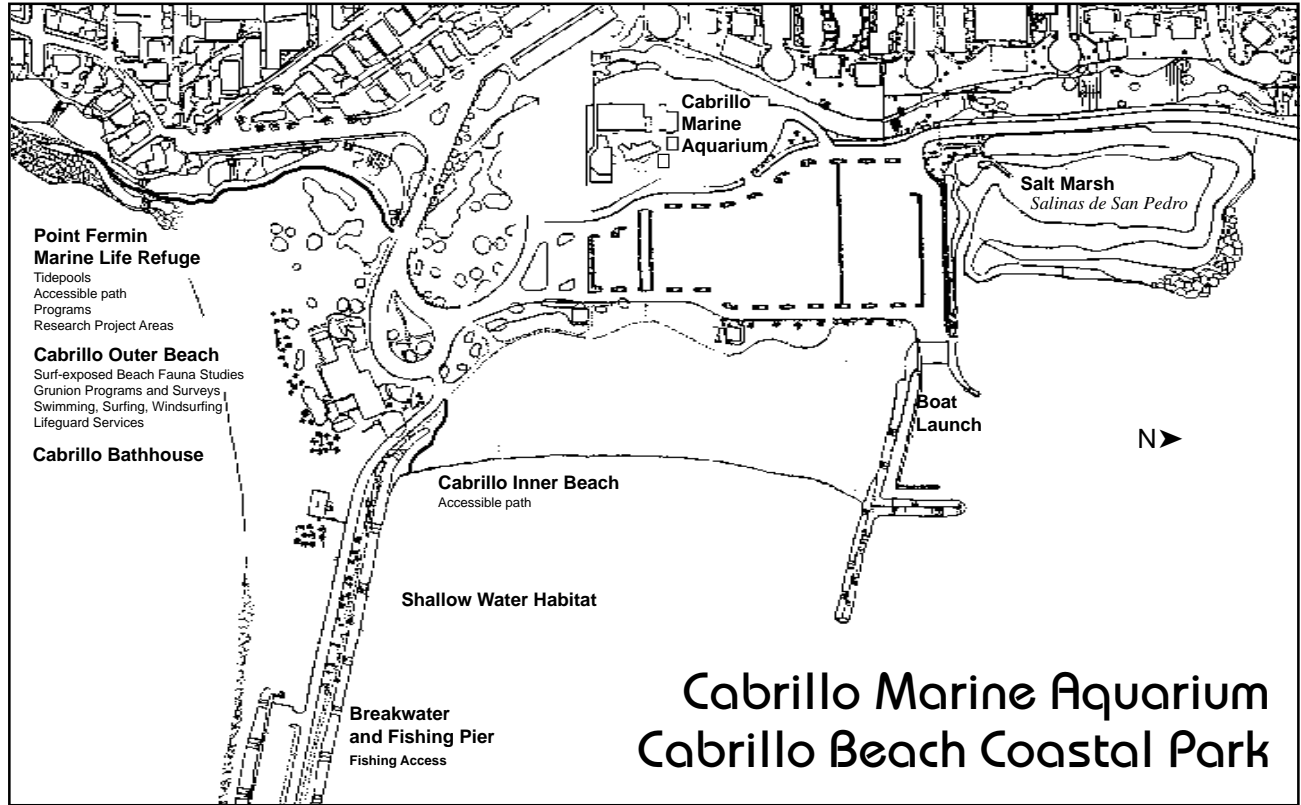 Cabrillo
Marine
Aquarium
Salt Marsh
Salinas de San Pedro
Point Fermin
Marine Life Refuge
Tidepools
Accessible path
Programs
Research Project Areas
Cabrillo Outer Beach
Surf-exposed Beach Fauna Studies
Grunion Programs and Surveys
Swimming, Surfing, Windsurfing
Lifeguard Services
Cabrillo Bathhouse
Boat
Launch
N
Cabrillo Inner Beach
Accessible path
Shallow Water Habitat
Breakwater
and Fishing Pier
Fishing Access
Cabrillo Marine Aquarium
Cabrillo Beach Coastal Park